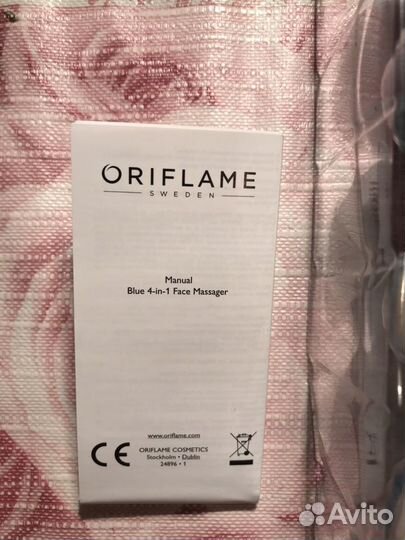 ORIFLAME
SWEDEN
Manual
Blue 4-in-1 Face Massager
www.oriflame.com
CE
ORIFLAME COSMETICS
Stockholm • Dublin
24896 • 1
Avito